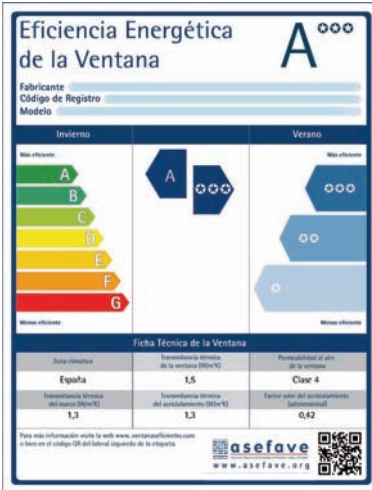 Eficiencia Energética
de la Ventana
A✪✪✪
Fabricante
Código de Registro
Modelo
Invierno
Verano
Más eficiente
Más eficiente
A
B
C
D
E
F
G
A
✪✪✪
✪✪✪
✪✪
✪
Menos eficiente
Menos eficiente
Ficha Técnica de la Ventana
Zona climática
Transmitancia térmica
de la ventana (W/m²K)
Permeabilidad al aire
de la ventana
España
1,5
Clase 4
Transmitancia térmica
del marco (W/m²K)
Transmitancia térmica
del acristalamiento (W/m²K)
Factor solar del acristalamiento
(adimensional)
1,3
1,3
0,42
Para más información visite la web www.ventanaseficientes.com
o bien en el código QR del lateral izquierdo de la etiqueta.
asefave
www.asefave.org